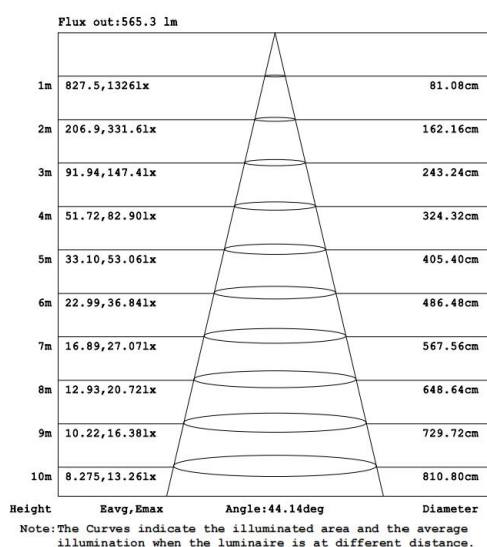 Flux out:565.3 lm
1m 827.5,1326lx 81.08cm
2m 206.9,331.6lx 162.16cm
3m 91.94,147.4lx 243.24cm
4m 51.72,82.90lx 324.32cm
5m 33.10,53.06lx 405.40cm
6m 22.99,36.84lx 486.48cm
7m 16.89,27.07lx 567.56cm
8m 12.93,20.72lx 648.64cm
9m 10.22,16.38lx 729.72cm
10m 8.275,13.26lx 810.80cm
Height Eavg,Emax Angle:44.14deg Diameter
Note:The Curves indicate the illuminated area and the average
illumination when the luminaire is at different distance.